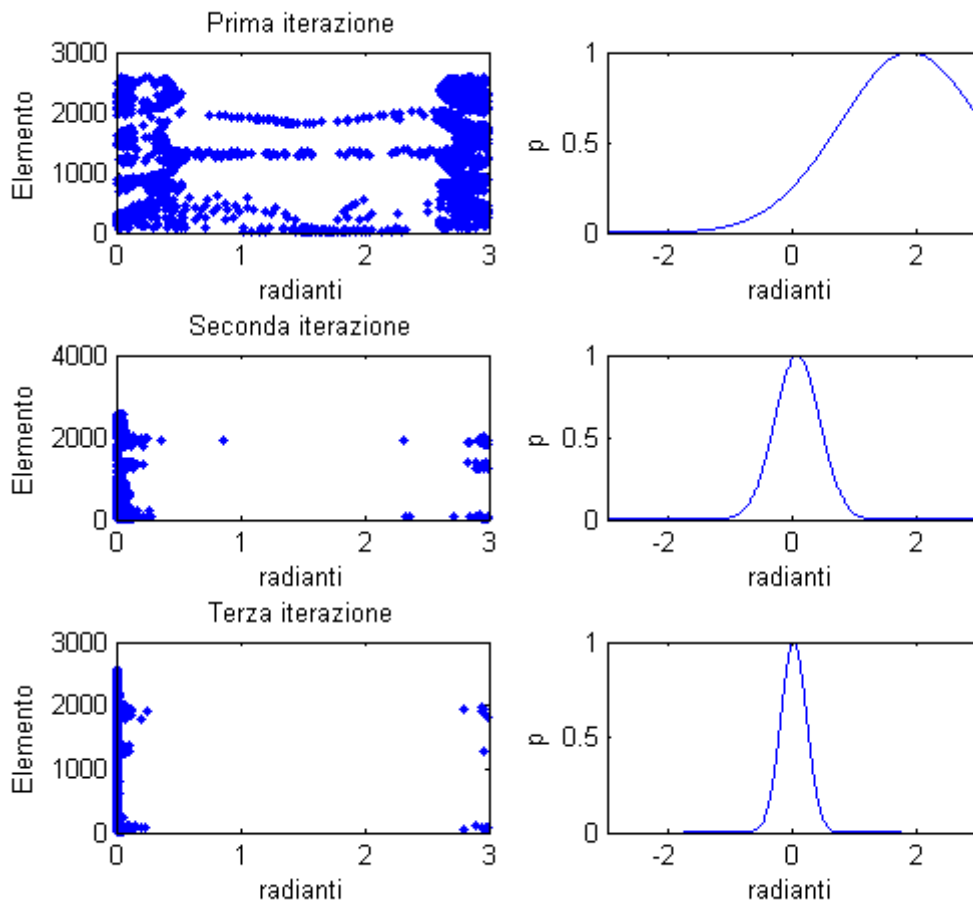 Prima iterazione
3000
2000
1000
0
Elemento
0 1 2 3
radianti
1
0.5
0
p
-2 0 2
radianti
Seconda iterazione
4000
2000
0
Elemento
0 1 2 3
radianti
1
0.5
0
p
-2 0 2
radianti
Terza iterazione
3000
2000
1000
0
Elemento
0 1 2 3
radianti
1
0.5
0
p
-2 0 2
radianti